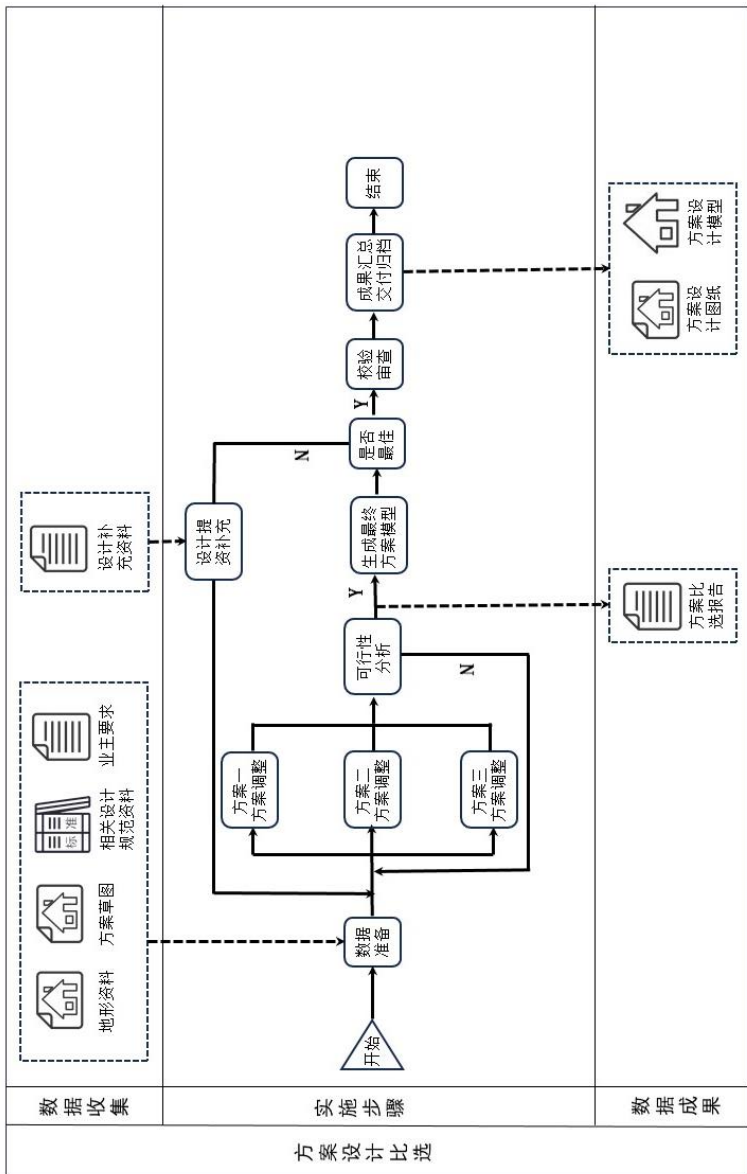 方案设计比选
数据收集
实施步骤
数据成果
地形资料
方案草图
标准
相关设计
规范资料
业主要求
设计补
充资料
开始
数据
准备
方案一
方案调整
方案二
方案调整
方案三
方案调整
可行性
分析
Y
N
生成最终
方案模型
是否
最佳
N
Y
设计提
资补充
校验
审查
成果汇总
交付归档
结束
方案比
选报告
方案设
计图纸
方案设
计模型